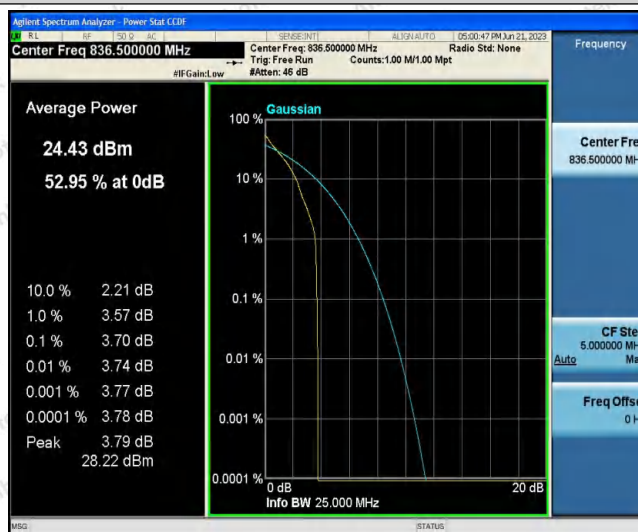 Agilent Spectrum Analyzer - Power Stat CCDF
RL RF 50 Ω AC SENSE:INT ALIGN AUTO 05:00:47 PM Jun 21, 2023
Center Freq 836.500000 MHz
Center Freq: 836.500000 MHz Radio Std: None
Trig: Free Run Counts:1.00 M/1.00 Mpt
#IFGain:Low #Atten: 46 dB
Frequency
Average Power
24.43 dBm
52.95 % at 0dB
10.0 % 2.21 dB
1.0 % 3.57 dB
0.1 % 3.70 dB
0.01 % 3.74 dB
0.001 % 3.77 dB
0.0001 % 3.78 dB
Peak 3.79 dB
28.22 dBm
Gaussian
100 %
10 %
1 %
0.1 %
0.01 %
0.001 %
0.0001 %
0 dB 20 dB
Info BW 25.000 MHz
Center Fre
836.500000 MH
CF Ste
5.000000 MH
Auto Ma
Freq Offse
0 H
MSG STATUS